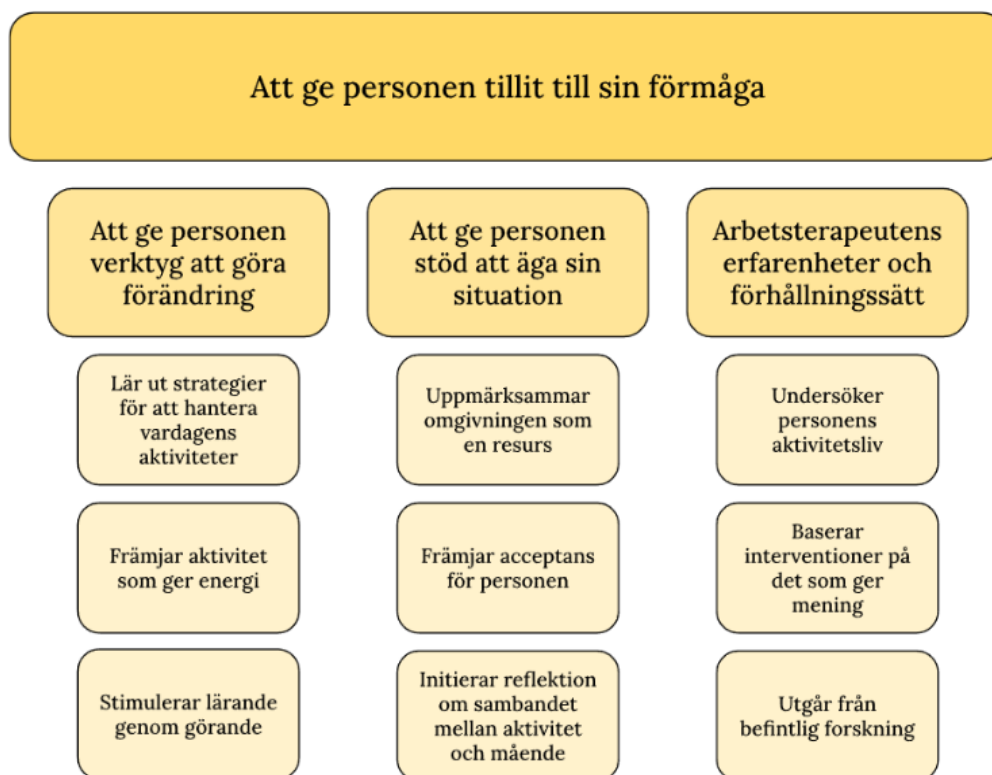 Att ge personen tillit till sin förmåga
Att ge personen
verktyg att göra
förändring
Att ge personen
stöd att äga sin
situation
Arbetsterapeutens
erfarenheter och
förhållningssätt
Lär ut strategier
för att hantera
vardagens
aktiviteter
Uppmärksammar
omgivningen som
en resurs
Undersöker
personens
aktivitetsliv
Främjar aktivitet
som ger energi
Främjar acceptans
för personen
Baserar
interventioner på
det som ger
mening
Stimulerar lärande
genom görande
Initierar reflektion
om sambandet
mellan aktivitet
och mående
Utgår från
befintlig forskning